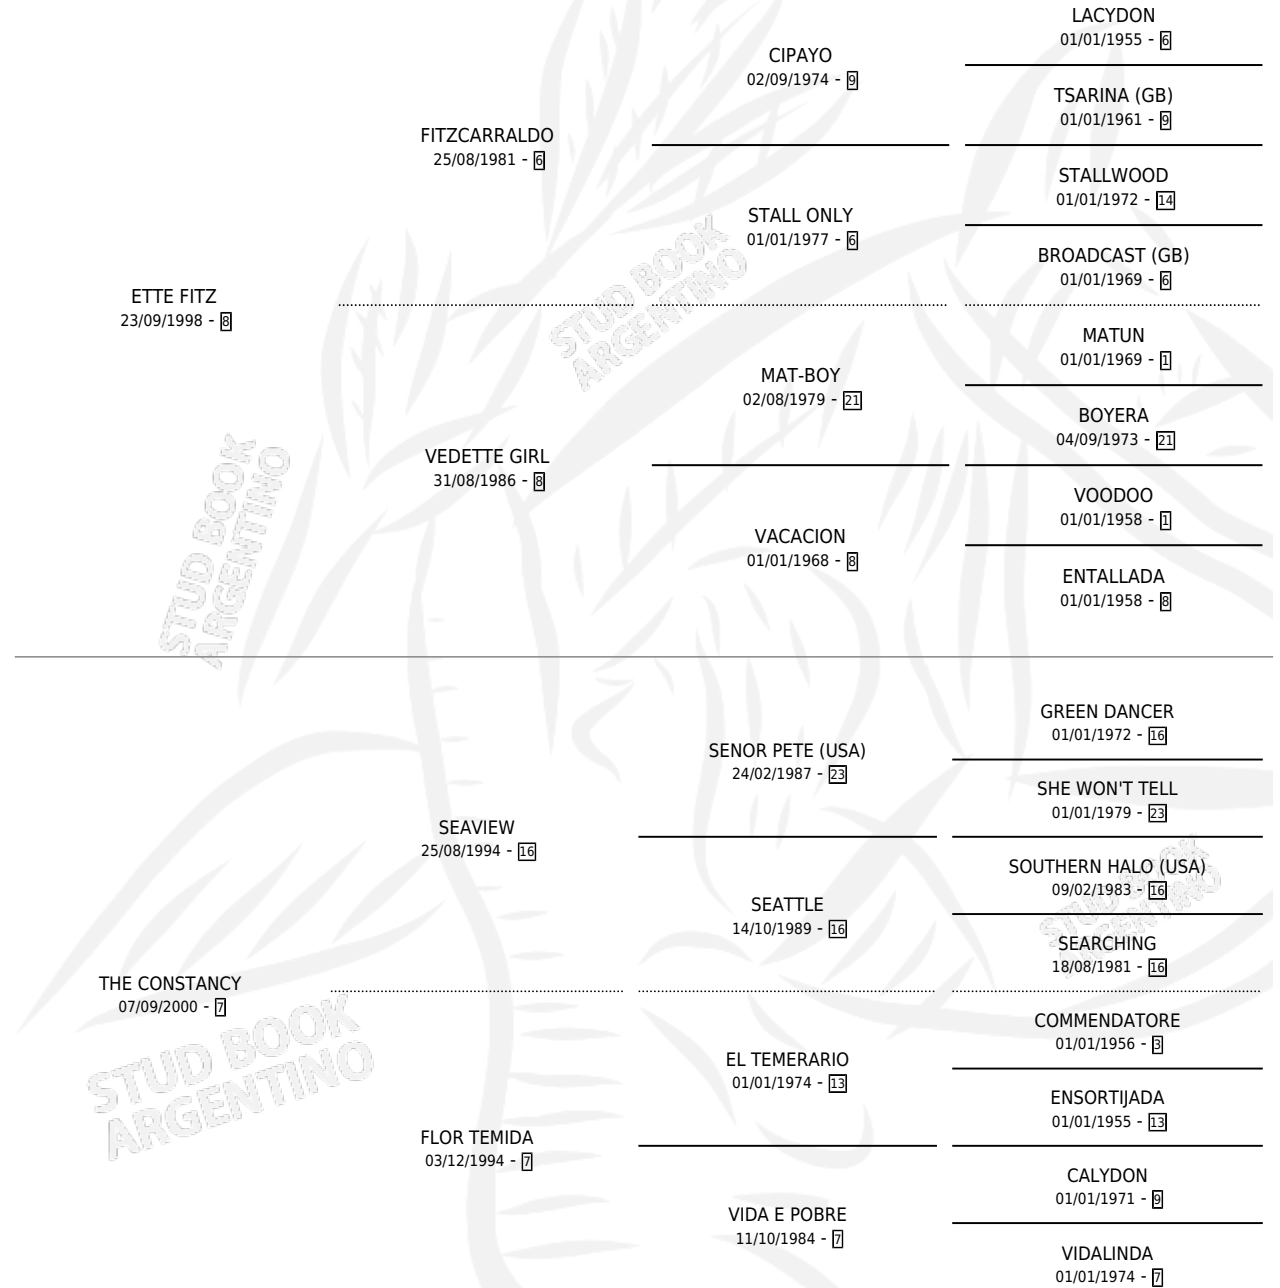 LACYDON
01/01/1955 - 6
CIPAYO
02/09/1974 - 9
TSARINA (GB)
01/01/1961 - 9
FITZCARRALDO
25/08/1981 - 6
STALLWOOD
01/01/1972 - 14
STALL ONLY
01/01/1977 - 6
BROADCAST (GB)
01/01/1969 - 6
ETTE FITZ
23/09/1998 - 8
MATUN
01/01/1969 - 1
MAT-BOY
02/08/1979 - 21
BOYERA
04/09/1973 - 21
VEDETTE GIRL
31/08/1986 - 8
VOODOO
01/01/1958 - 1
VACACION
01/01/1968 - 8
ENTALLADA
01/01/1958 - 8
GREEN DANCER
01/01/1972 - 16
SENOR PETE (USA)
24/02/1987 - 23
SHE WON'T TELL
01/01/1979 - 23
SEAVIEW
25/08/1994 - 16
SOUTHERN HALO (USA)
09/02/1983 - 16
SEATTLE
14/10/1989 - 16
SEARCHING
18/08/1981 - 16
THE CONSTANCY
07/09/2000 - 7
COMMENDATORE
01/01/1956 - 3
EL TEMERARIO
01/01/1974 - 13
ENSORTIJADA
01/01/1955 - 13
FLOR TEMIDA
03/12/1994 - 7
CALYDON
01/01/1971 - 9
VIDA E POBRE
11/10/1984 - 7
VIDALINDA
01/01/1974 - 7
STUD BOOK
ARGENTINO
STUD BOOK
ARGENTINO
STUD BOOK
ARGENTINO
STUD BOOK
ARGENTINO